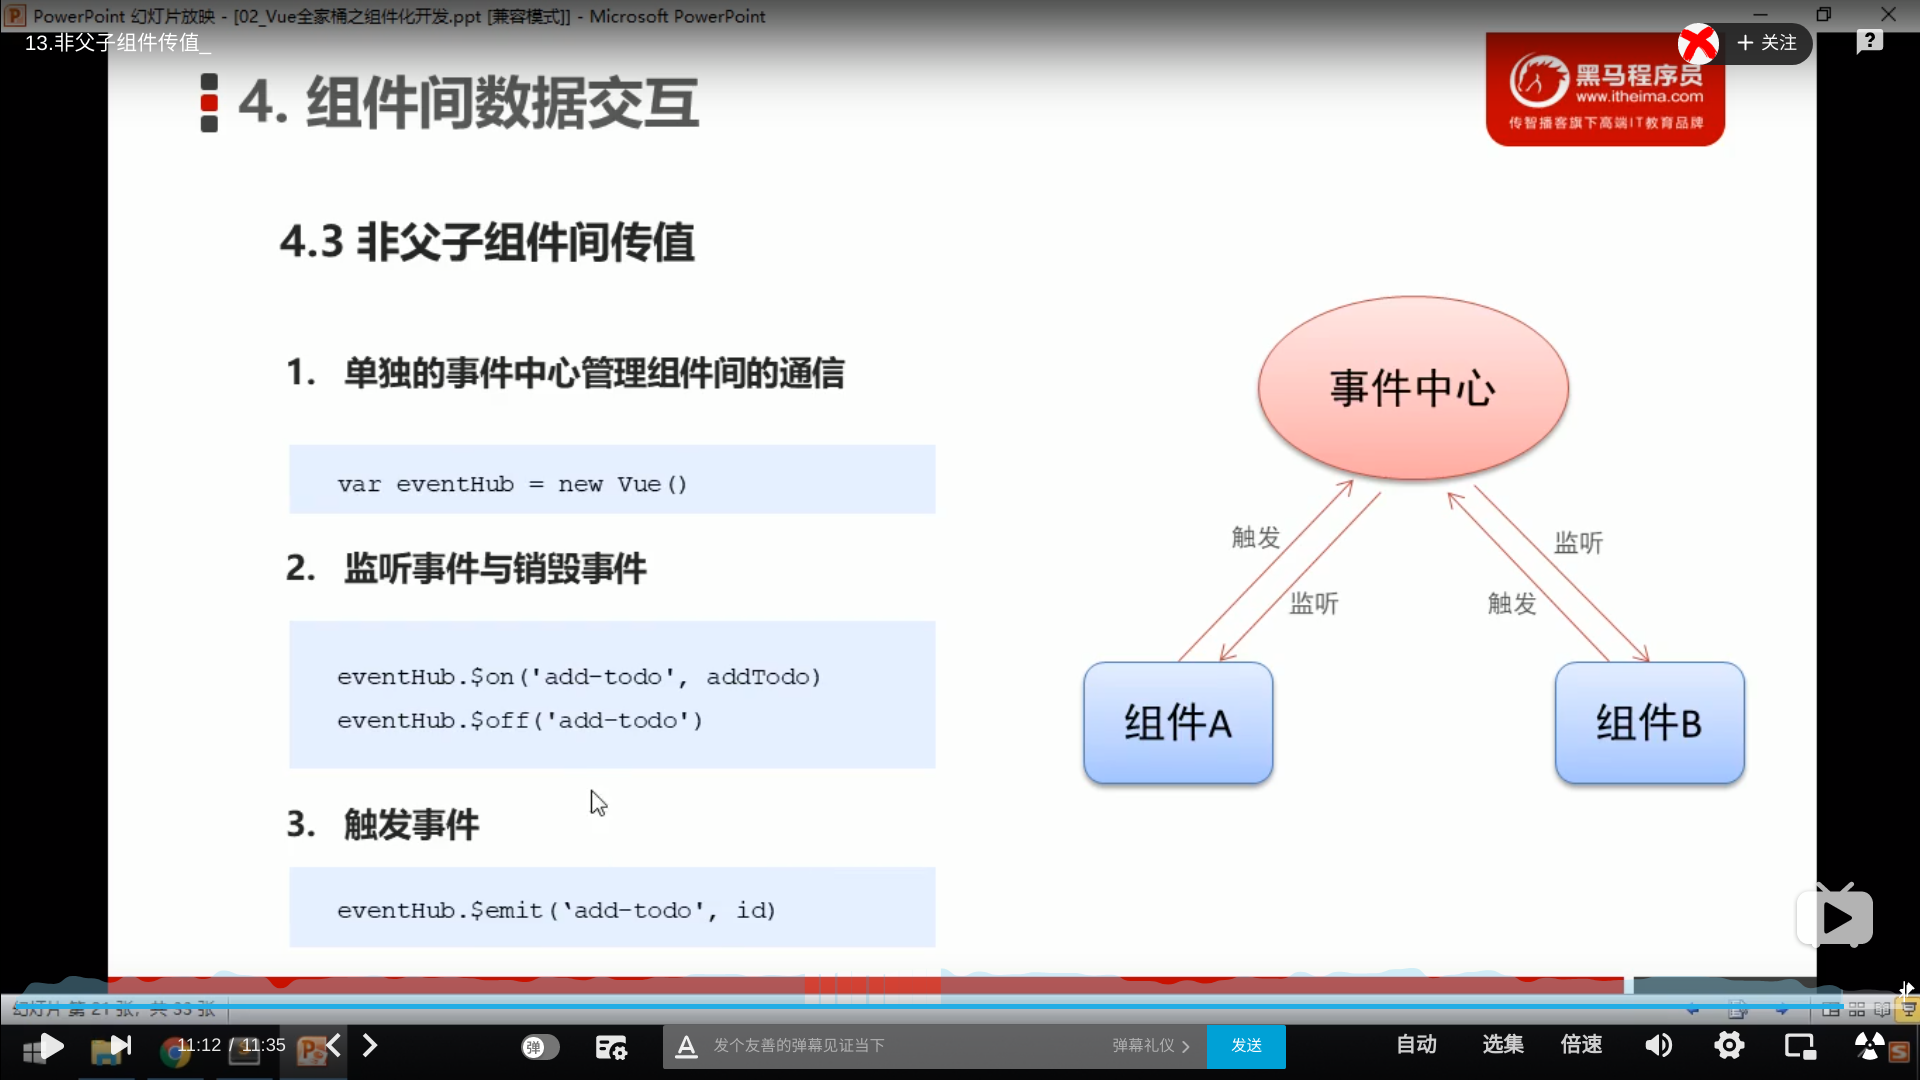 PowerPoint 幻灯片放映 - [02_Vue全家桶之组件化开发.ppt [兼容模式]] - Microsoft PowerPoint
13.非父子组件传值_
关注
黑马程序员
www.itheima.com
传智播客旗下高端IT教育品牌
4. 组件间数据交互
4.3 非父子组件间传值
1. 单独的事件中心管理组件间的通信
var eventHub = new Vue()
2. 监听事件与销毁事件
eventHub.$on('add-todo', addTodo)
eventHub.$off('add-todo')
3. 触发事件
eventHub.$emit(‘add-todo', id)
事件中心
触发
监听
监听
触发
组件A
组件B
幻灯片 第 21 张，共 33 张
11:12 / 11:35
弹
发个友善的弹幕见证当下
弹幕礼仪
发送
自动
选集
倍速